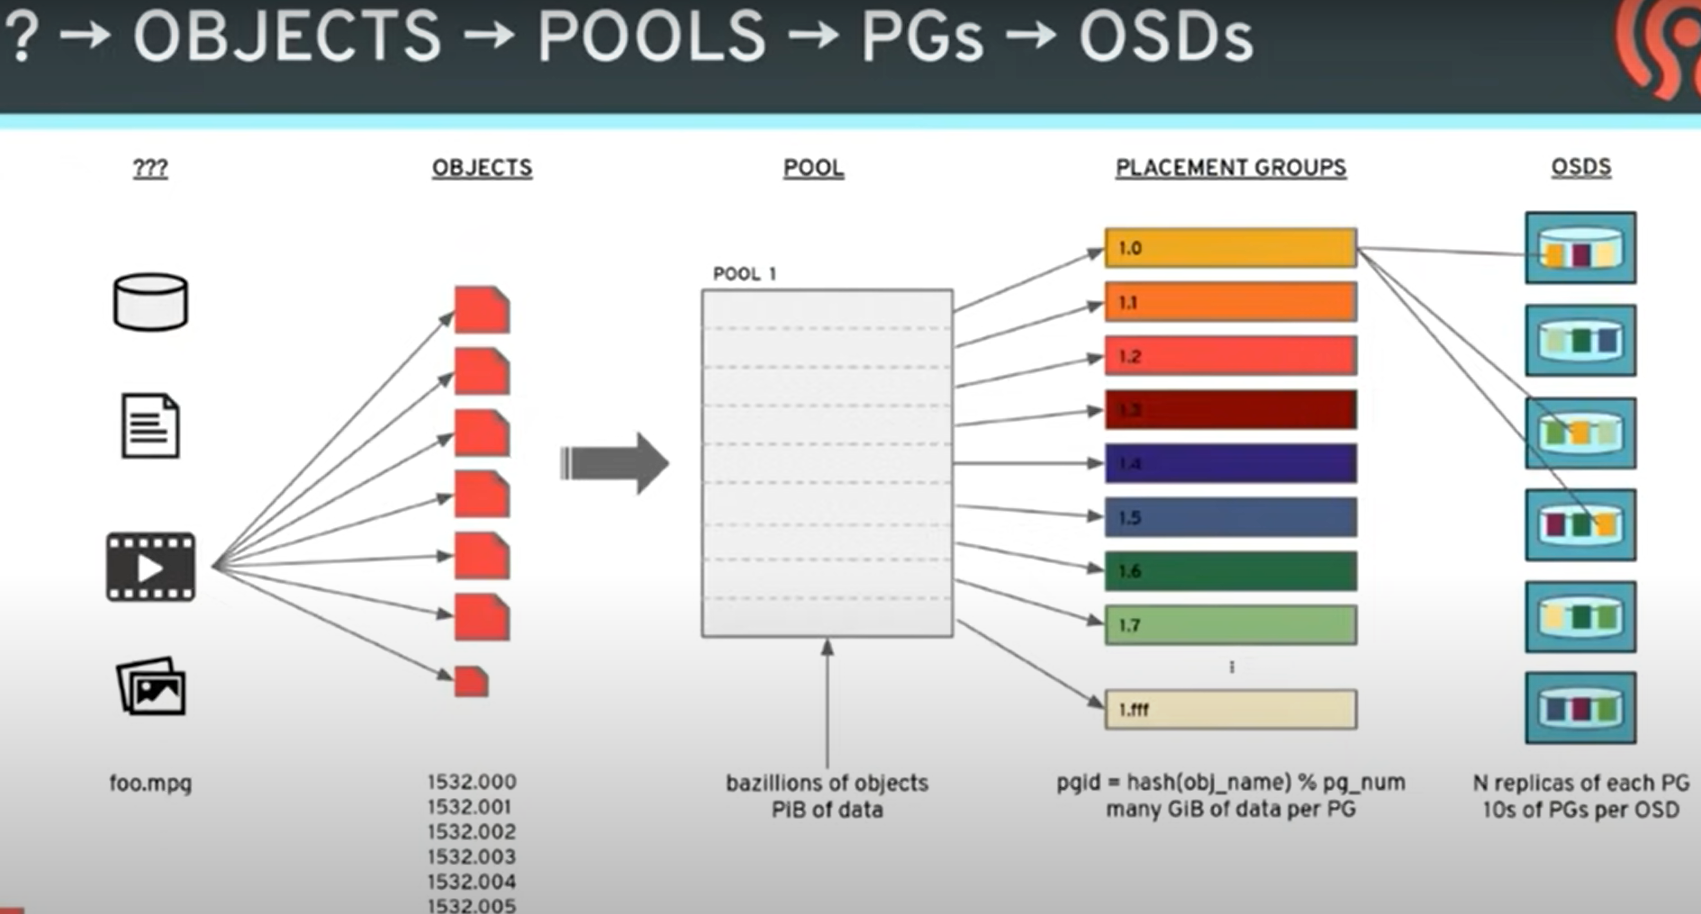 ? → OBJECTS → POOLS → PGs → OSDs
???
OBJECTS
POOL
PLACEMENT GROUPS
OSDS
POOL 1
1.0
1.1
1.2
1.3
1.4
1.5
1.6
1.7
⋮
1.fff
foo.mpg
1532.000
1532.001
1532.002
1532.003
1532.004
1532.005
bazillions of objects
PiB of data
pgid = hash(obj_name) % pg_num
many GiB of data per PG
N replicas of each PG
10s of PGs per OSD